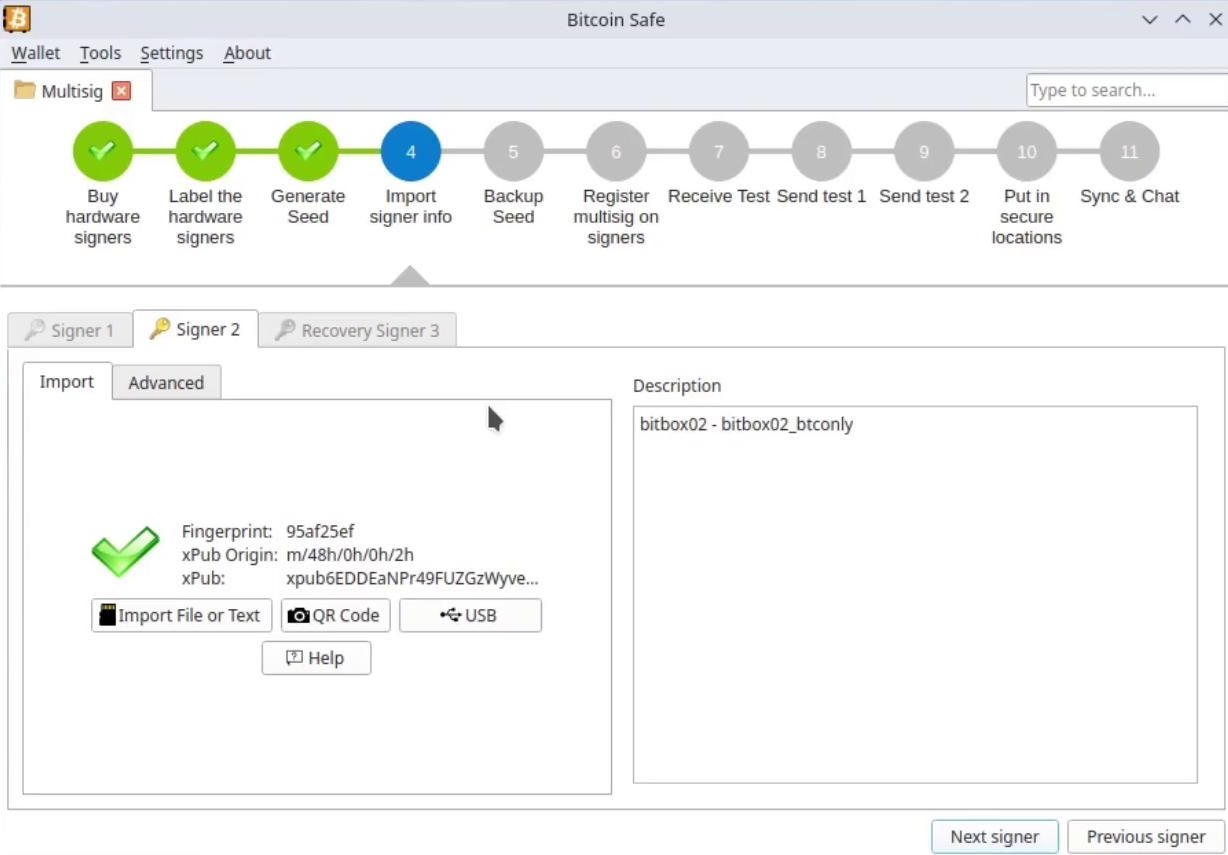 Bitcoin Safe
Wallet Tools Settings About
Multisig
Type to search...
4 5 6 7 8 9 10 11
Buy
hardware
signers
Label the
hardware
signers
Generate
Seed
Import
signer info
Backup
Seed
Register
multisig on
signers
Receive Test
Send test 1
Send test 2
Put in
secure
locations
Sync & Chat
Signer 1
Signer 2
Recovery Signer 3
Import
Advanced
Description
bitbox02 - bitbox02_btconly
Fingerprint: 95af25ef
xPub Origin: m/48h/0h/0h/2h
xPub: xpub6EDDEaNPr49FUZGzWyve...
Import File or Text
QR Code
USB
Help
Next signer
Previous signer